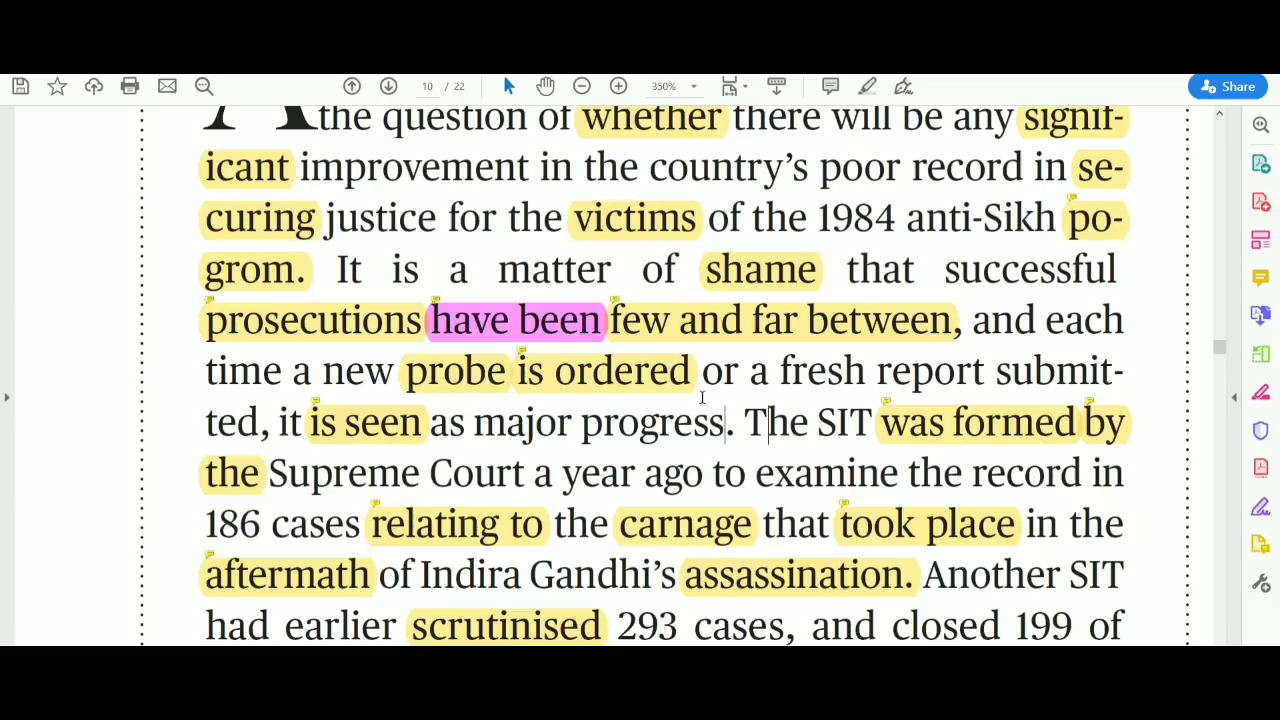 10 / 22
350%
Share
the question of whether there will be any signif-
icant improvement in the country's poor record in se-
curing justice for the victims of the 1984 anti-Sikh po-
grom. It is a matter of shame that successful
prosecutions have been few and far between, and each
time a new probe is ordered or a fresh report submit-
ted, it is seen as major progress. The SIT was formed by
the Supreme Court a year ago to examine the record in
186 cases relating to the carnage that took place in the
aftermath of Indira Gandhi's assassination. Another SIT
had earlier scrutinised 293 cases, and closed 199 of